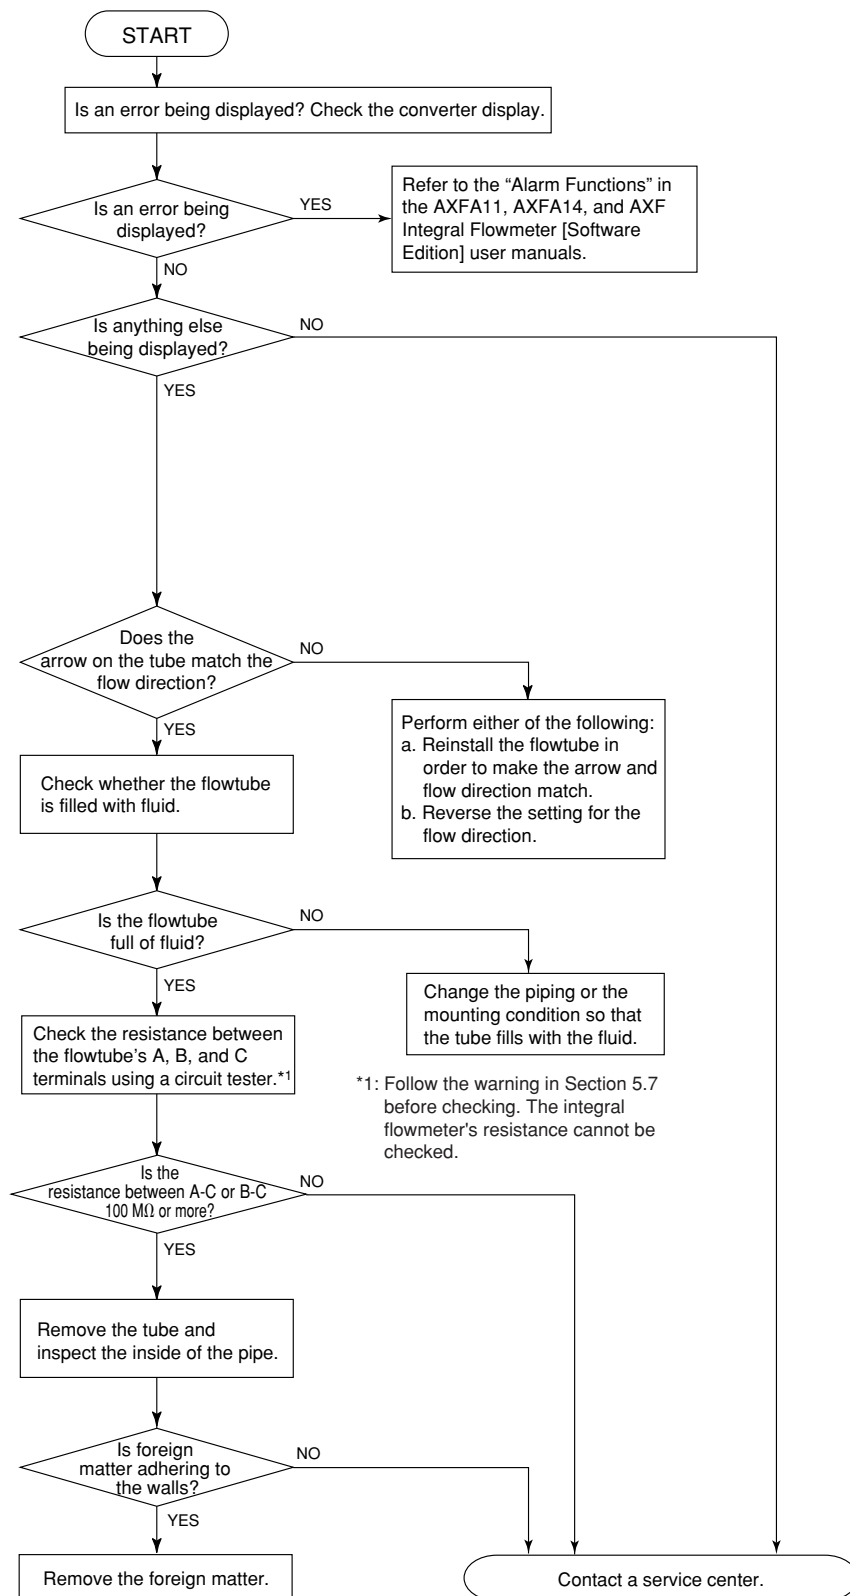 START
Is an error being displayed? Check the converter display.
Is an error being
displayed?
YES
Refer to the “Alarm Functions” in
the AXFA11, AXFA14, and AXF
Integral Flowmeter [Software
Edition] user manuals.
NO
Is anything else
being displayed?
NO
YES
Does the
arrow on the tube match the
flow direction?
NO
YES
Perform either of the following:
a. Reinstall the flowtube in
order to make the arrow and
flow direction match.
b. Reverse the setting for the
flow direction.
Check whether the flowtube
is filled with fluid.
Is the flowtube
full of fluid?
NO
YES
Change the piping or the
mounting condition so that
the tube fills with the fluid.
Check the resistance between
the flowtube’s A, B, and C
terminals using a circuit tester.*1
*1: Follow the warning in Section 5.7
before checking. The integral
flowmeter's resistance cannot be
checked.
Is the
resistance between A-C or B-C
100 MΩ or more?
NO
YES
Remove the tube and
inspect the inside of the pipe.
Is foreign
matter adhering to
the walls?
NO
YES
Remove the foreign matter.
Contact a service center.